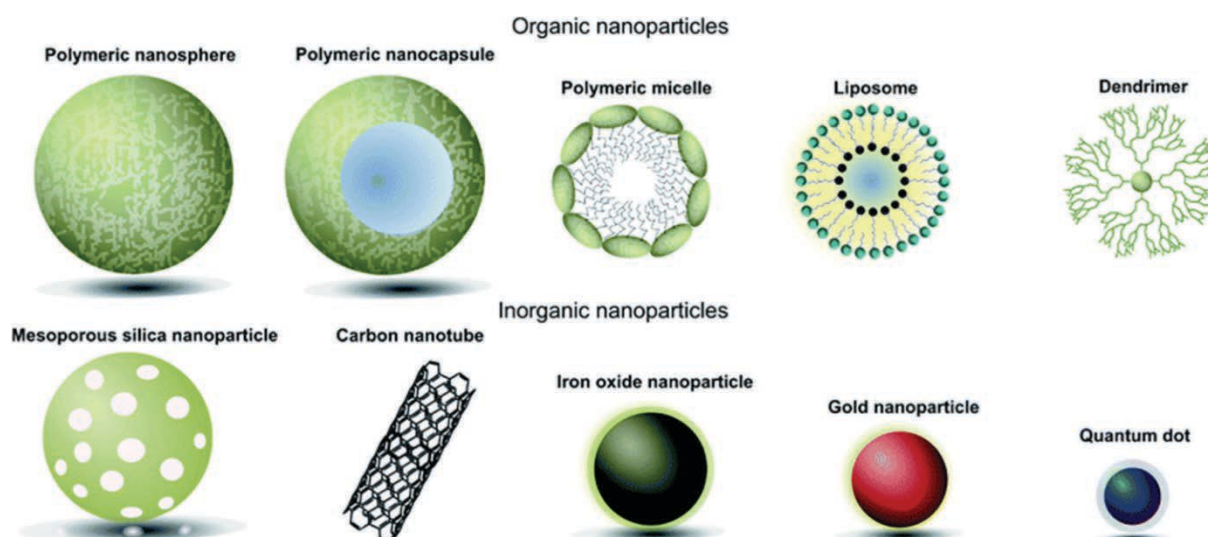 Organic nanoparticles
Polymeric nanosphere
Polymeric nanocapsule
Polymeric micelle
Liposome
Dendrimer
Inorganic nanoparticles
Mesoporous silica nanoparticle
Carbon nanotube
Iron oxide nanoparticle
Gold nanoparticle
Quantum dot